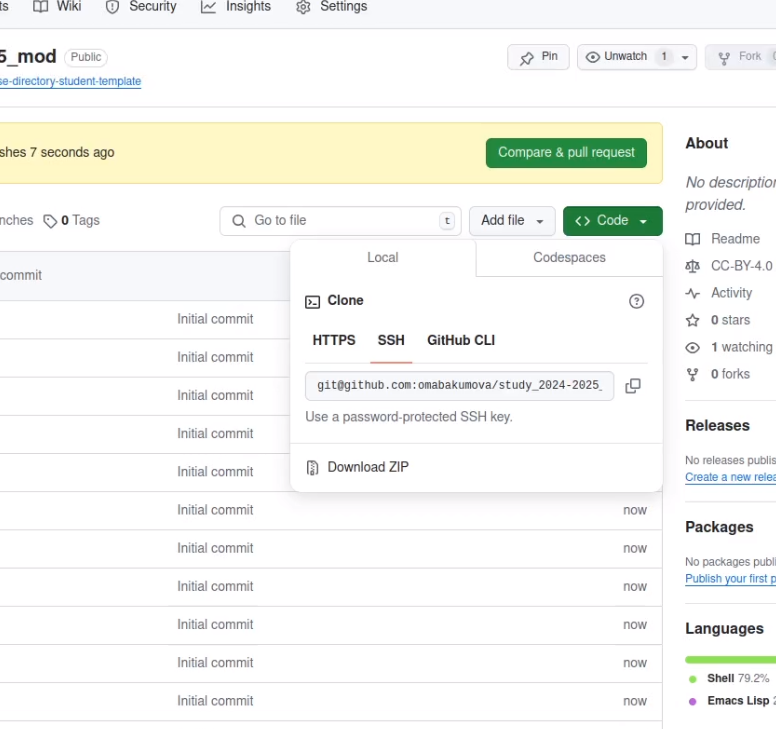 ts Wiki Security Insights Settings
5_mod Public
Pin Unwatch 1 Fork
se-directory-student-template
shes 7 seconds ago
Compare & pull request
nches 0 Tags
Go to file t
Add file
Code
commit
Local Codespaces
Clone
HTTPS SSH GitHub CLI
git@github.com:omabakumova/study_2024-2025_
Use a password-protected SSH key.
Download ZIP
Initial commit
Initial commit
Initial commit
Initial commit
Initial commit
Initial commit now
Initial commit now
Initial commit now
Initial commit now
Initial commit now
Initial commit now
About
No description
provided.
Readme
CC-BY-4.0
Activity
0 stars
1 watching
0 forks
Releases
No releases publis
Create a new relea
Packages
No packages publi
Publish your first p
Languages
Shell 79.2%
Emacs Lisp 2